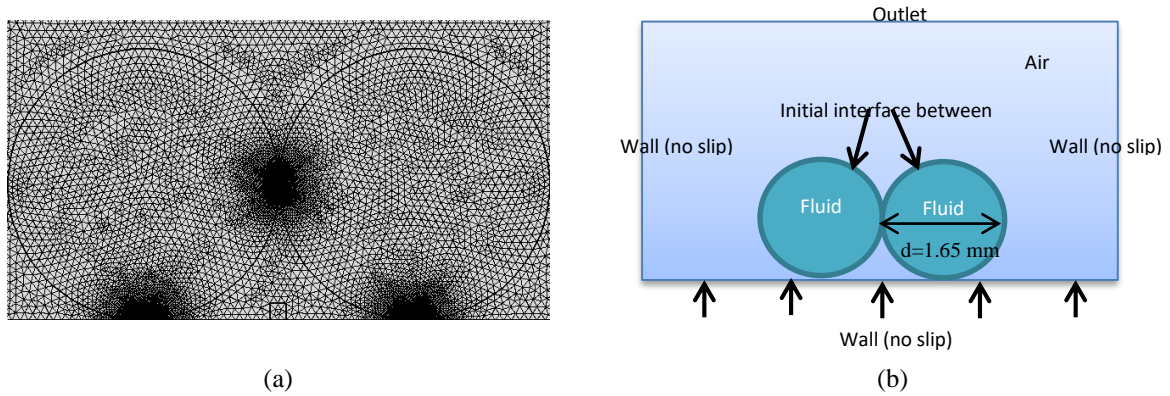 Outlet
Air
Initial interface between
Wall (no slip)
Wall (no slip)
Fluid
Fluid
d=1.65 mm
Wall (no slip)
(a)
(b)